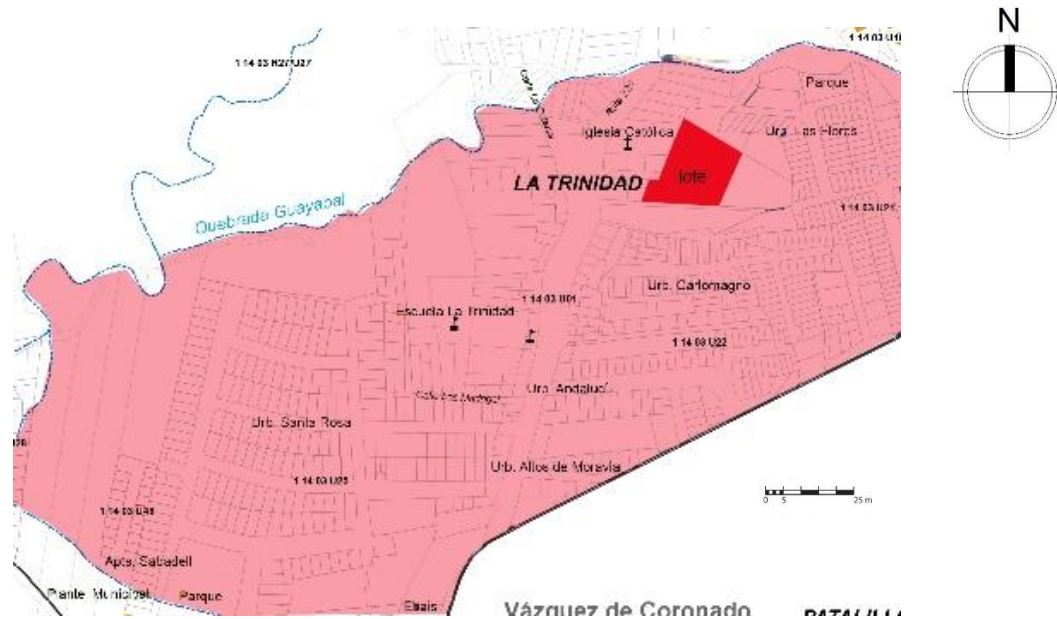 N
1 14 03 R27/U27
Parque
Iglesia Católica
Urb. Las Flores
LA TRINIDAD
lote
Quebrada Guayabal
Urb. Carlomagno
1 14 03 U01
Escuela La Trinidad
1 14 03 U22
Urb. Andalucí
Urb. Santa Rosa
Urb. Altos de Moravia
1 14 03 U25
0 5 25 m
Apts. Sabadell
Plante Municipal
Parque
Ebais
Vázquez de Coronado